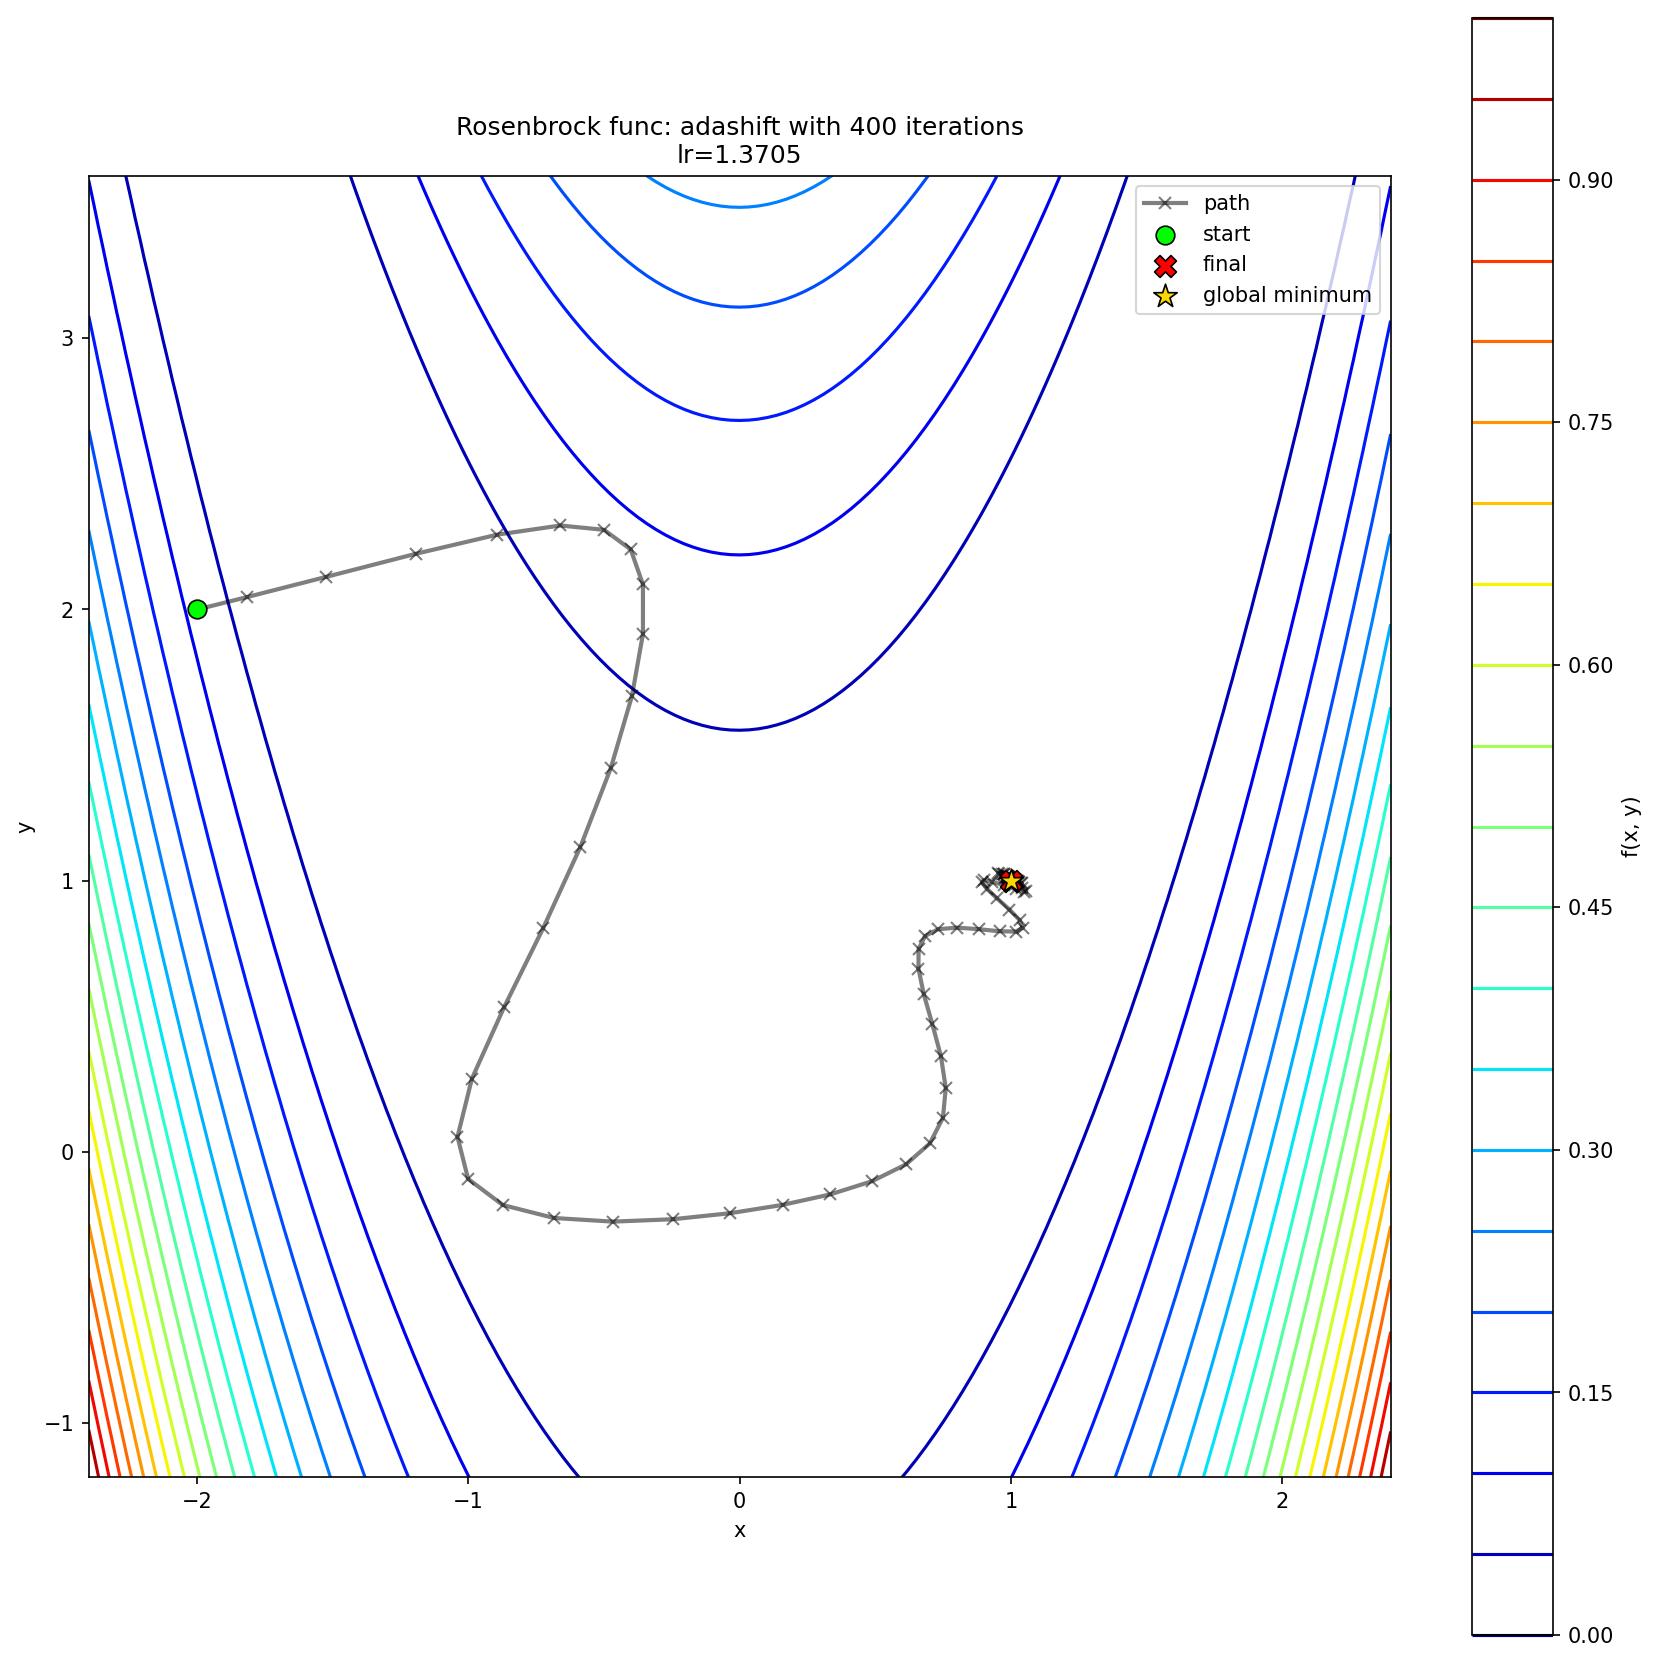 Rosenbrock func: adashift with 400 iterations
lr=1.3705
path
start
final
global minimum
3
2
1
0
−1
y
−2
−1
0
1
2
x
0.90
0.75
0.60
0.45
0.30
0.15
0.00
f(x, y)